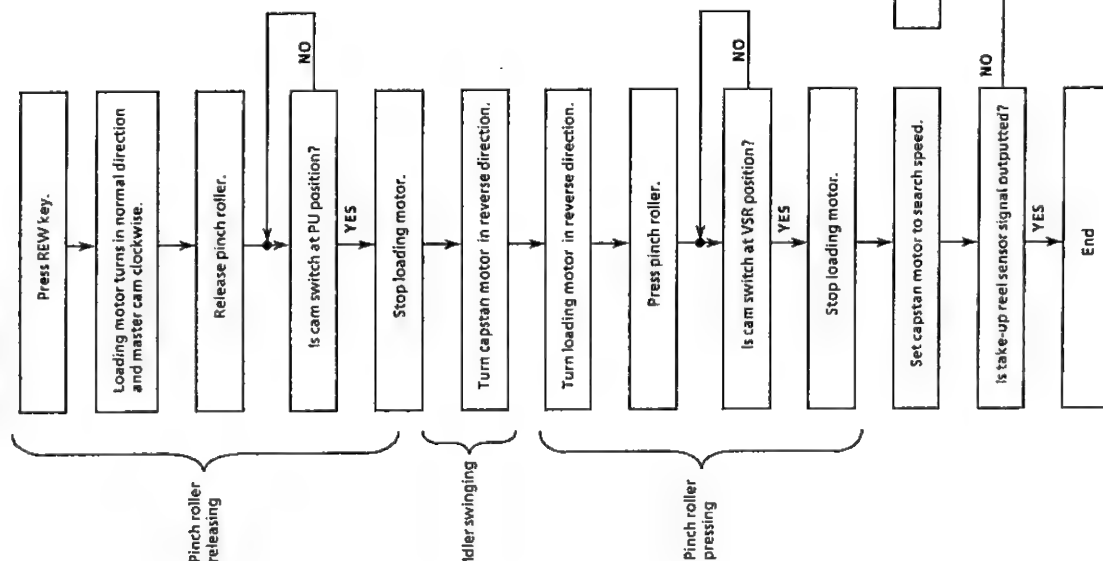 Press REW key.
Loading motor turns in normal direction
and master cam clockwise.
Release pinch roller.
NO
Is cam switch at PU position?
YES
Stop loading motor.
Pinch roller
releasing
Turn capstan motor in reverse direction.
Idler swinging
Turn loading motor in reverse direction.
Press pinch roller.
NO
Is cam switch at VSR position?
YES
Stop loading motor.
Pinch roller
pressing
Set capstan motor to search speed.
NO
Is take-up reel sensor signal outputted?
YES
End